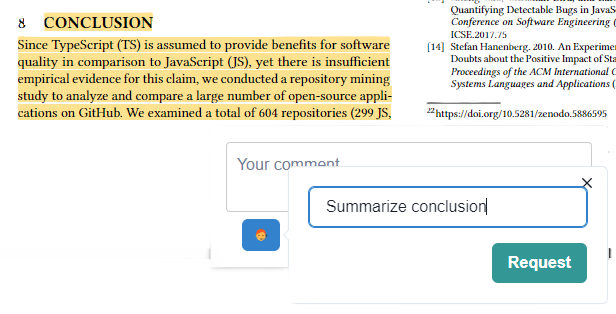 8 CONCLUSION
Since TypeScript (TS) is assumed to provide benefits for software
quality in comparison to JavaScript (JS), yet there is insufficient
empirical evidence for this claim, we conducted a repository mining
study to analyze and compare a large number of open-source appli-
cations on GitHub. We examined a total of 604 repositories (299 JS,
Quantifying Detectable Bugs in JavaS
Conference on Software Engineering (
ICSE.2017.75
[14] Stefan Hanenberg. 2010. An Experime
Doubts about the Positive Impact of Sta
Proceedings of the ACM International C
Systems Languages and Applications (
22 https://doi.org/10.5281/zenodo.5886595
Your comment
Summarize conclusion
Request